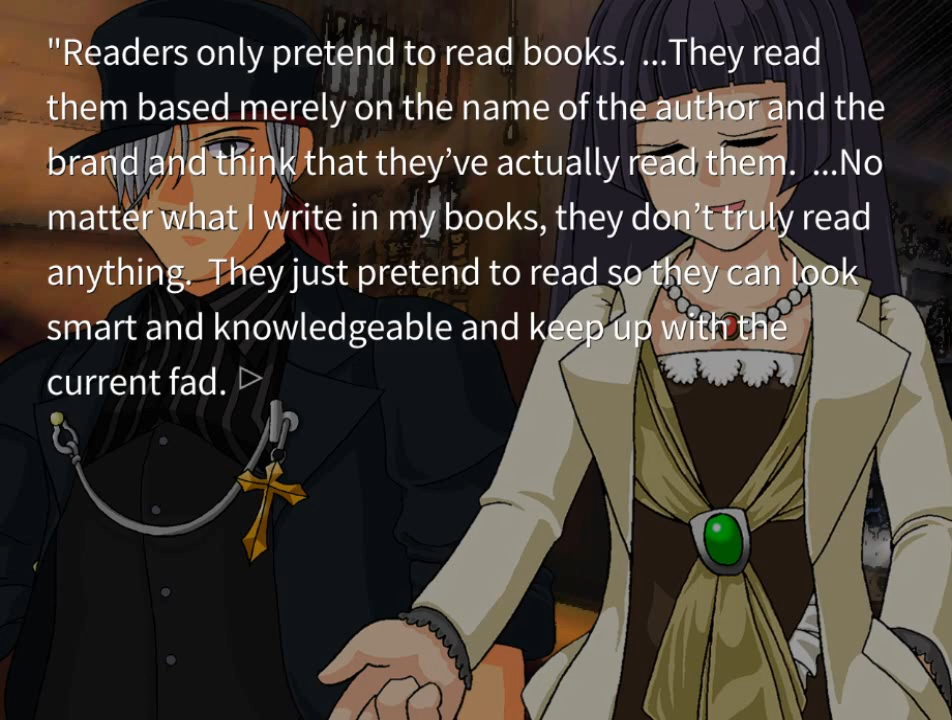 "Readers only pretend to read books.  ...They read
them based merely on the name of the author and the
brand and think that they’ve actually read them.  ...No
matter what I write in my books, they don’t truly read
anything.  They just pretend to read so they can look
smart and knowledgeable and keep up with the
current fad.